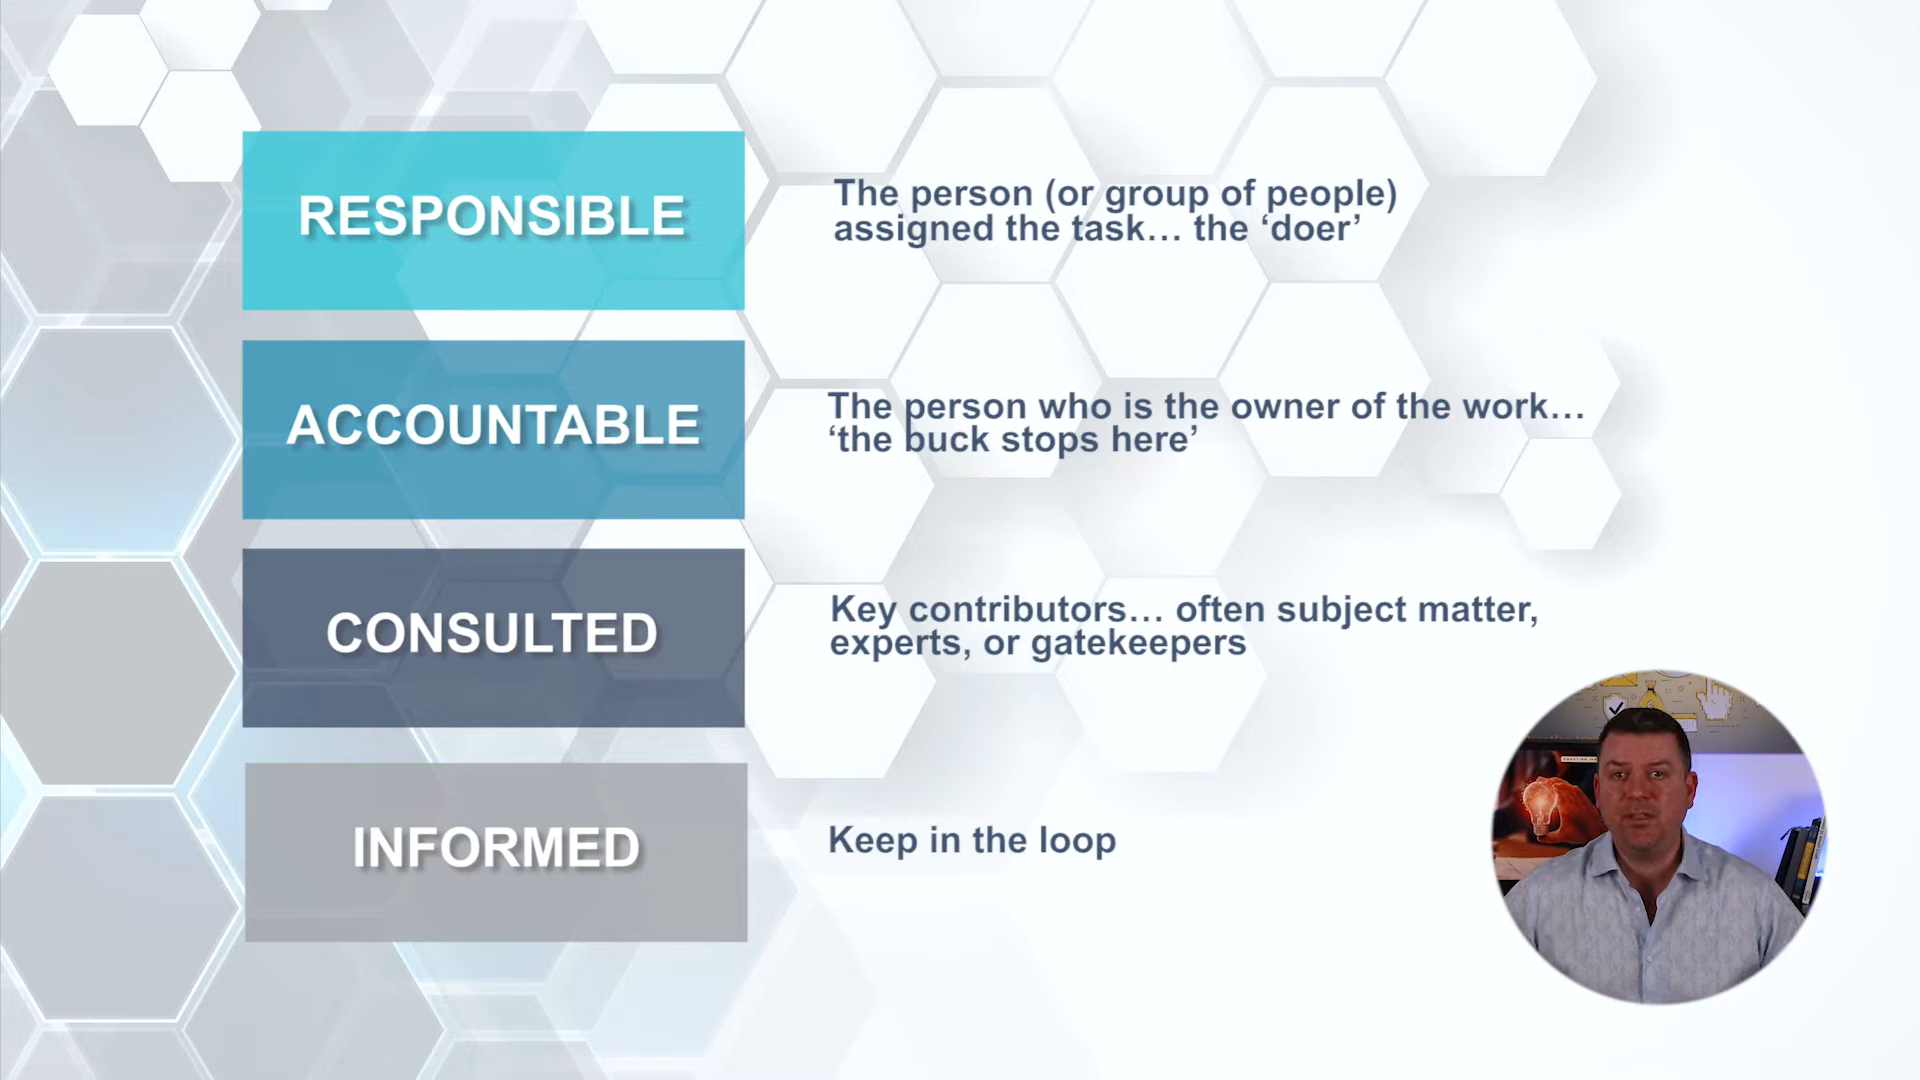 RESPONSIBLE
The person (or group of people)
assigned the task… the ‘doer’
ACCOUNTABLE
The person who is the owner of the work…
‘the buck stops here’
CONSULTED
Key contributors… often subject matter,
experts, or gatekeepers
INFORMED
Keep in the loop